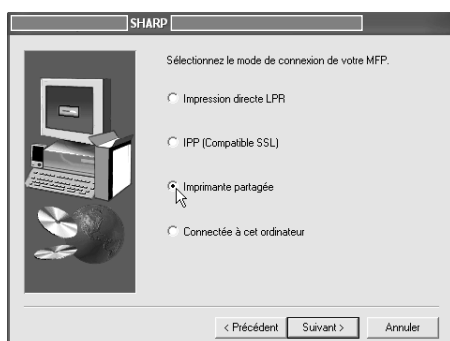 SHARP
Sélectionnez le mode de connexion de votre MFP.
Impression directe LPR
IPP (Compatible SSL)
Imprimante partagée
Connectée à cet ordinateur
< Précédent
Suivant >
Annuler